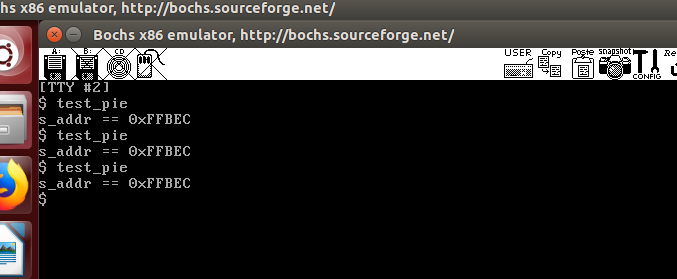 hs x86 emulator, http://bochs.sourceforge.net/
Bochs x86 emulator, http://bochs.sourceforge.net/
A: B: CD USER Copy Paste snapshot CONFIG Re
[TTY #2]
$ test_pie
s_addr == 0xFFBEC
$ test_pie
s_addr == 0xFFBEC
$ test_pie
s_addr == 0xFFBEC
$